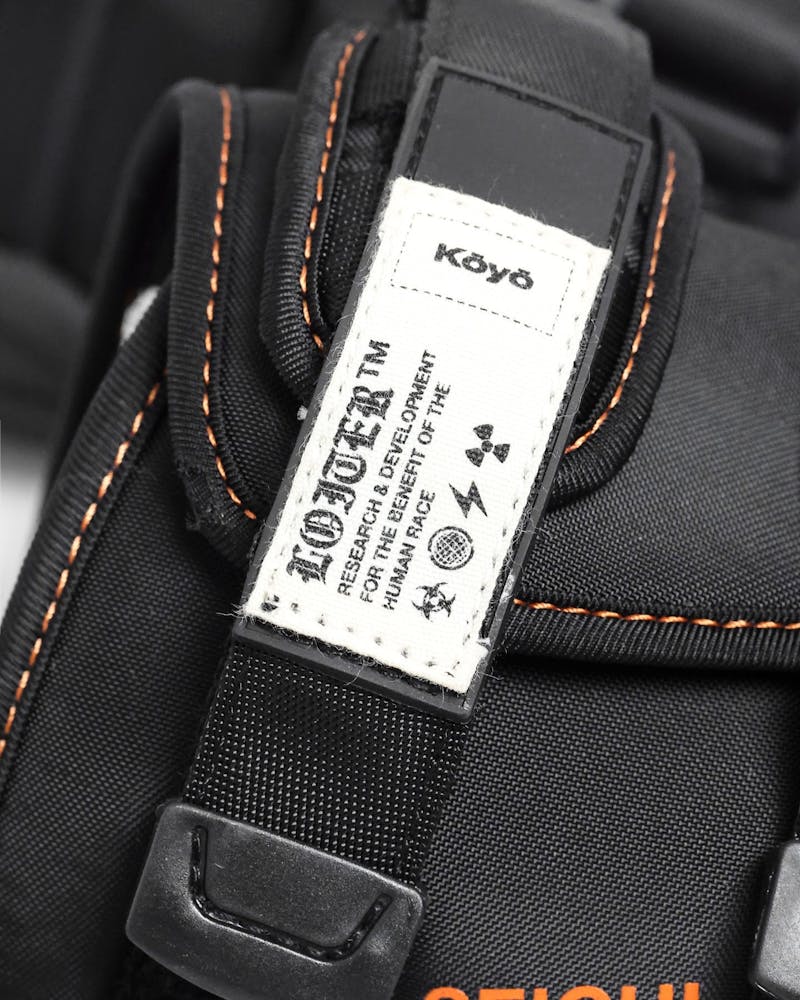 Kōyō
LOITER™
RESEARCH & DEVELOPMENT
FOR THE BENEFIT OF THE
HUMAN RACE